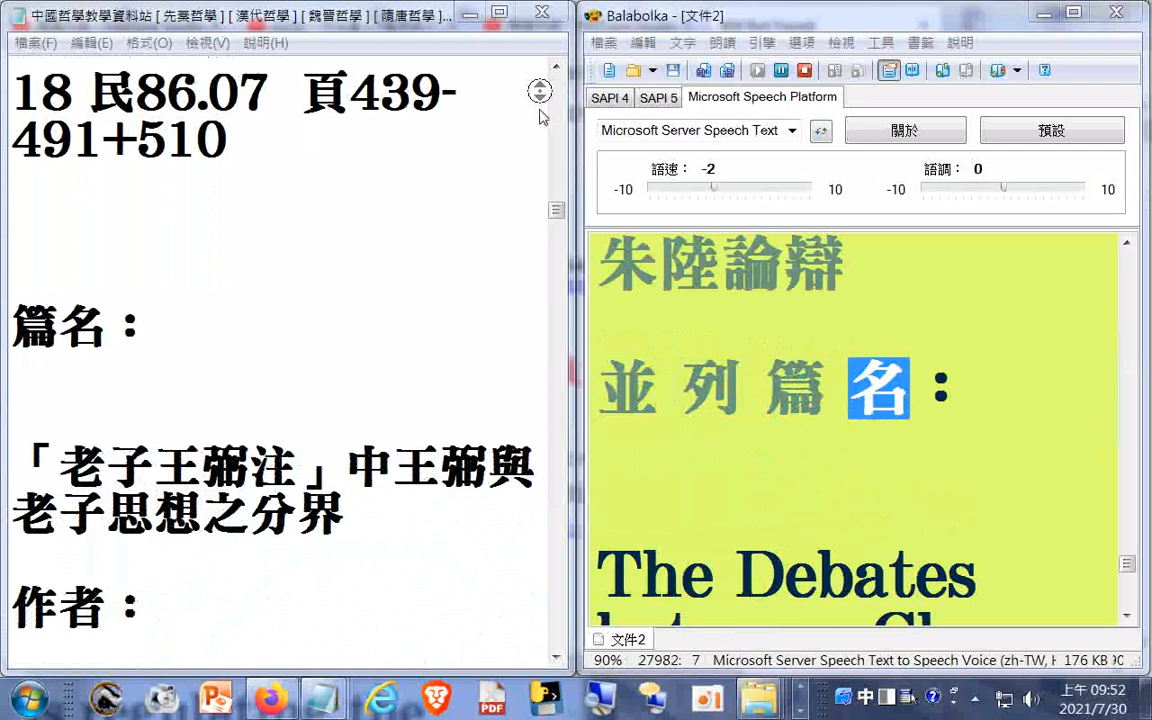 中國哲學教學資料站 [ 先秦哲學 ] [ 漢代哲學 ] [ 魏晉哲學 ] [ 隋唐哲學 ]...
檔案(F) 編輯(E) 格式(O) 檢視(V) 說明(H)
18 民86.07 頁439-
491+510
篇名：
「老子王弼注」中王弼與
老子思想之分界
作者：
Balabolka - [文件2]
檔案 編輯 文字 朗讀 引擎 選項 檢視 工具 書籤 說明
SAPI 4 SAPI 5 Microsoft Speech Platform
Microsoft Server Speech Text 關於 預設
語速： -2 語調： 0
-10 10 -10 10
朱陸論辯
並 列 篇 名：
The Debates
文件2
90% 27982: 7 Microsoft Server Speech Text to Speech Voice (zh-TW, H 176 KB
中
上午 09:52
2021/7/30
PDF